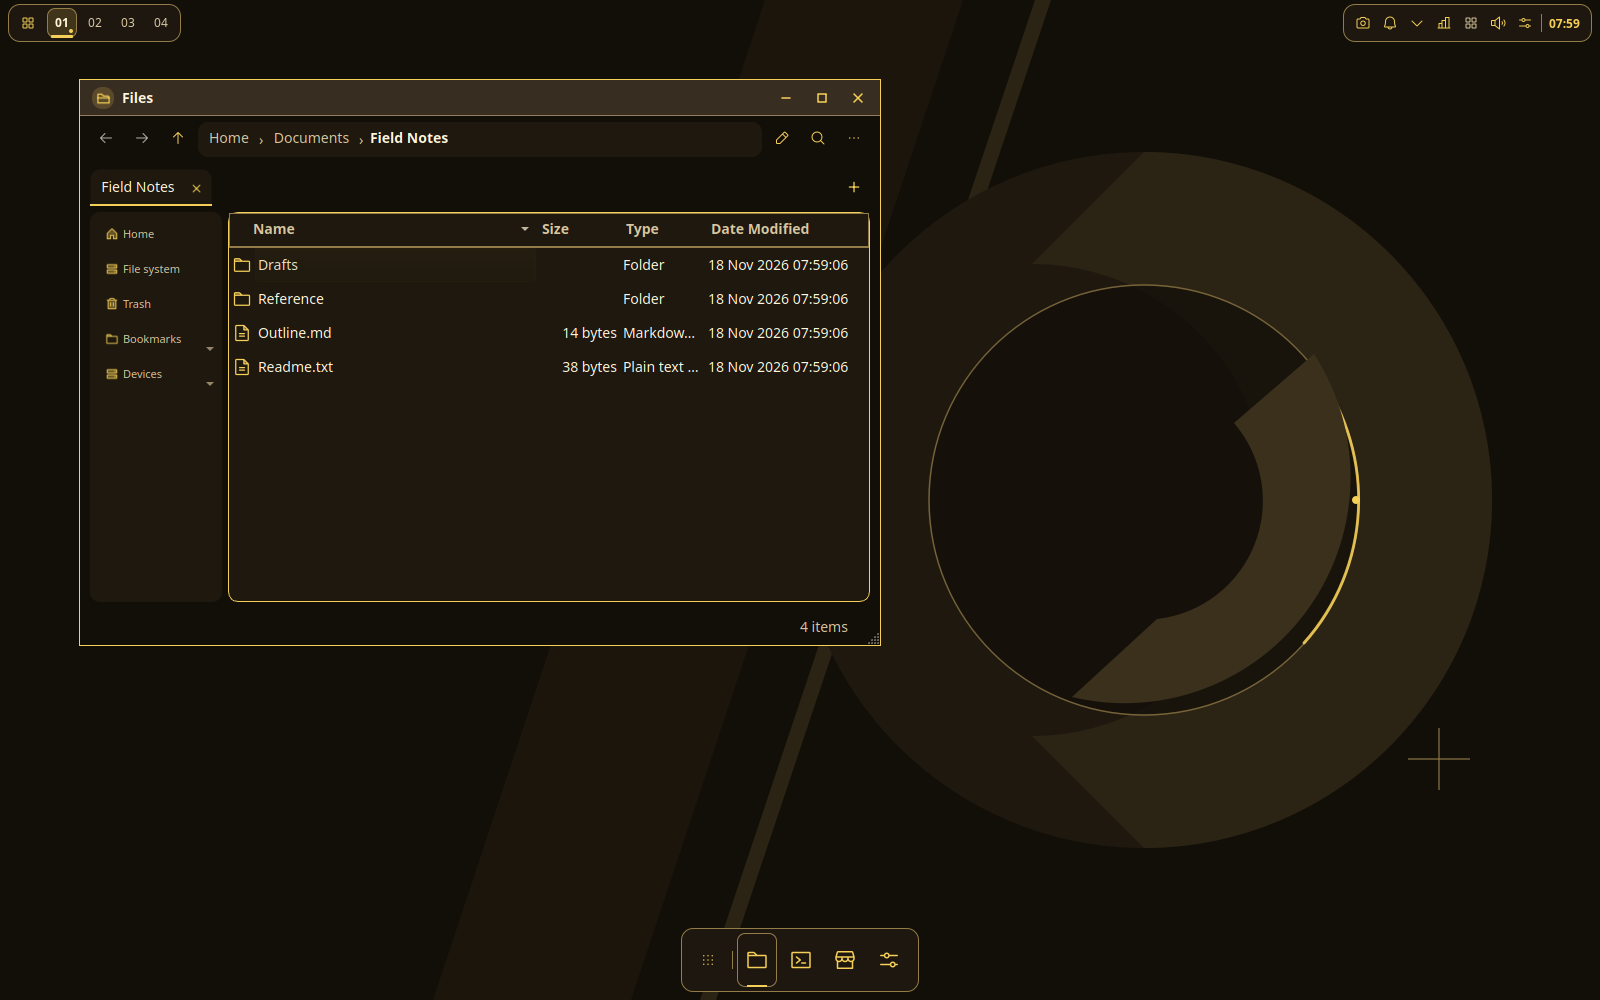 01 02 03 04
07:59
Files
Home › Documents › Field Notes
Field Notes
Home
File system
Trash
Bookmarks
Devices
Name Size Type Date Modified
Drafts Folder 18 Nov 2026 07:59:06
Reference Folder 18 Nov 2026 07:59:06
Outline.md 14 bytes Markdow... 18 Nov 2026 07:59:06
Readme.txt 38 bytes Plain text ... 18 Nov 2026 07:59:06
4 items